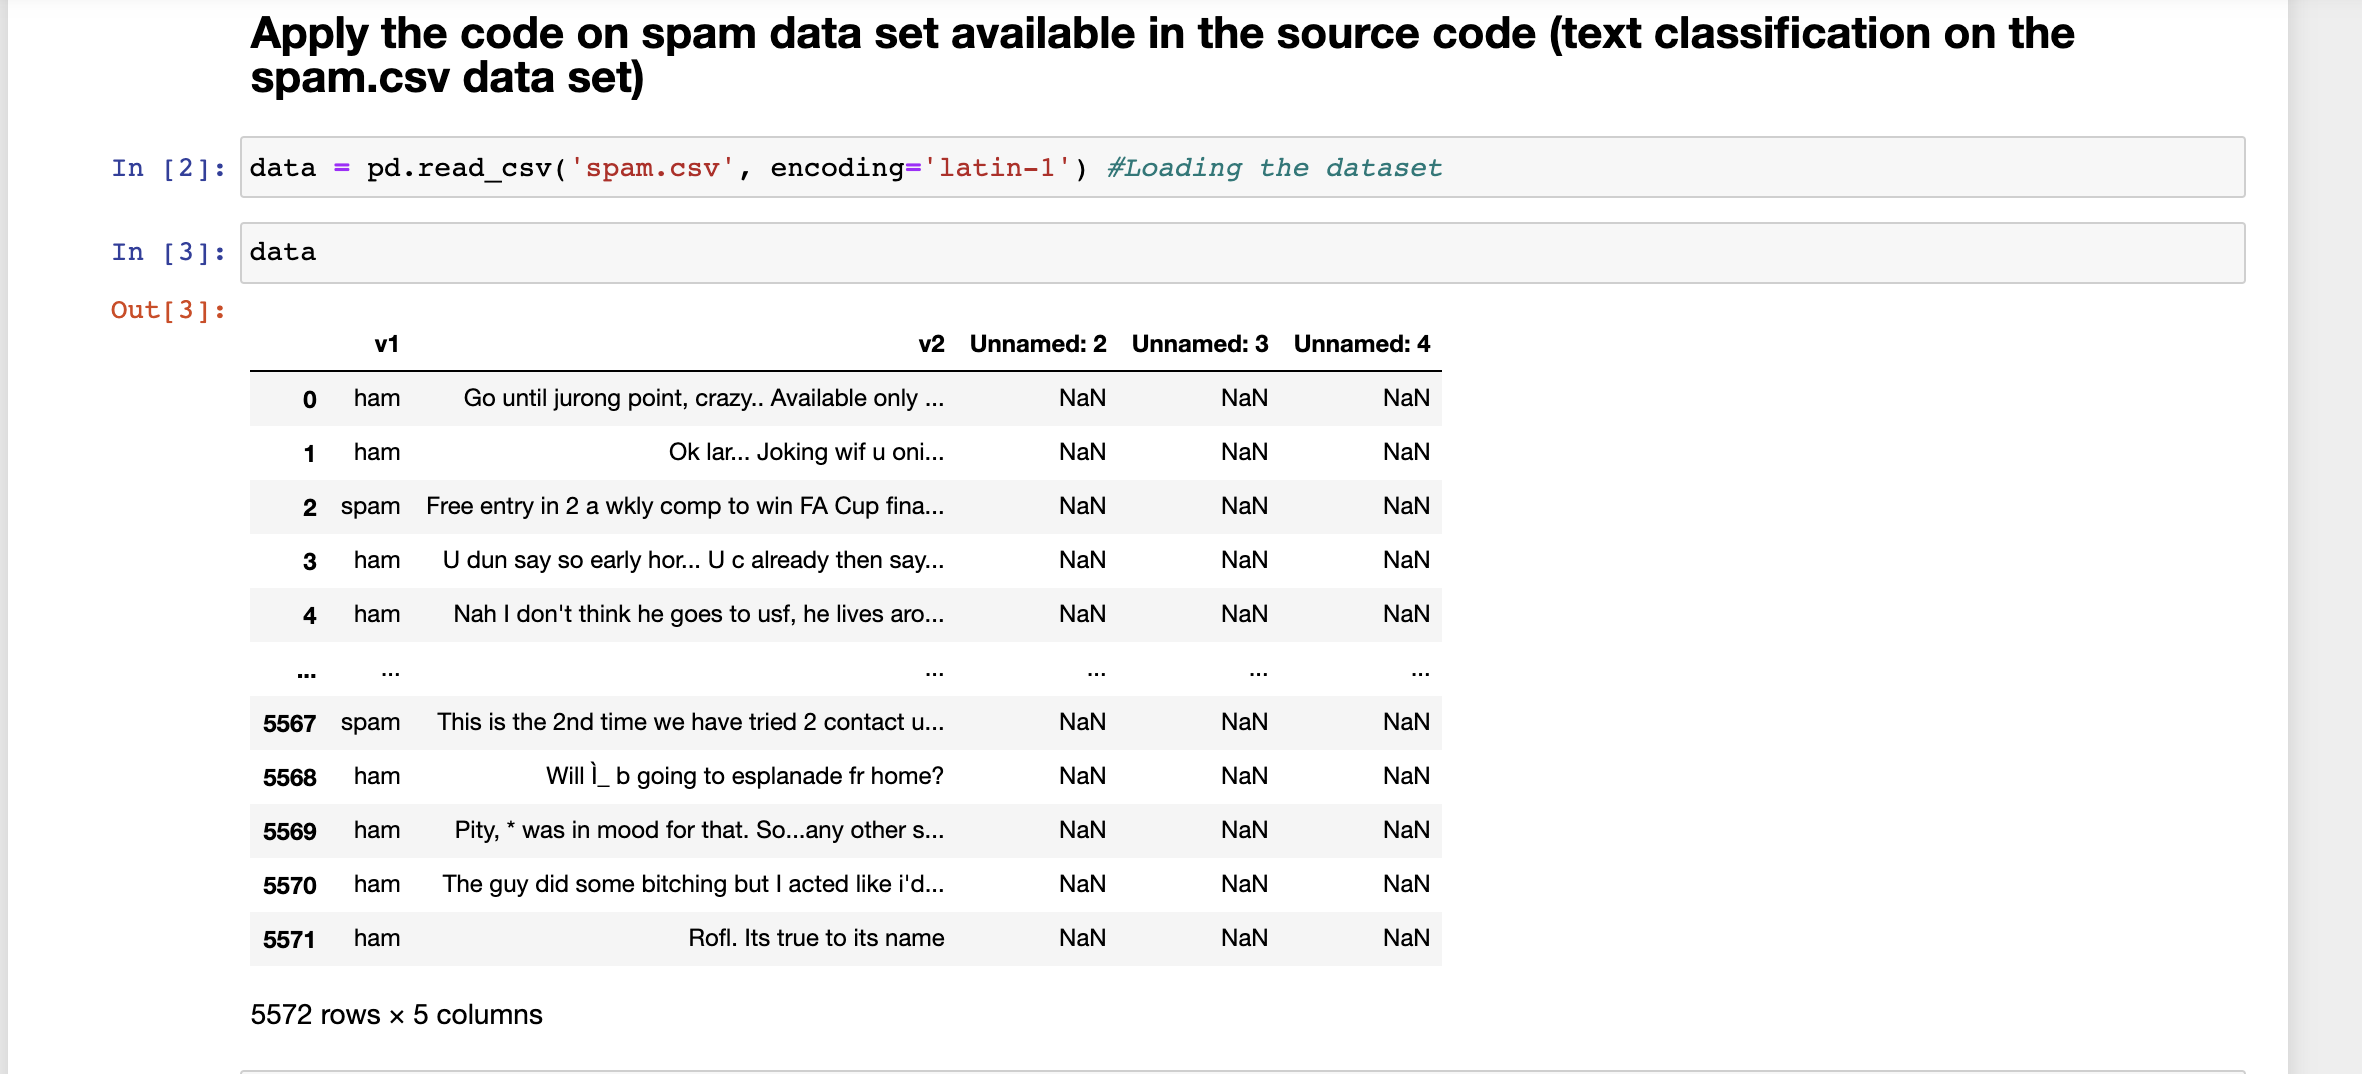 Apply the code on spam data set available in the source code (text classification on the
spam.csv data set)
In [2]: data = pd.read_csv('spam.csv', encoding='latin-1') #Loading the dataset
In [3]: data
Out[3]:
v1 v2 Unnamed: 2 Unnamed: 3 Unnamed: 4
0 ham Go until jurong point, crazy.. Available only ... NaN NaN NaN
1 ham Ok lar... Joking wif u oni... NaN NaN NaN
2 spam Free entry in 2 a wkly comp to win FA Cup fina... NaN NaN NaN
3 ham U dun say so early hor... U c already then say... NaN NaN NaN
4 ham Nah I don't think he goes to usf, he lives aro... NaN NaN NaN
... ... ... ... ... ...
5567 spam This is the 2nd time we have tried 2 contact u... NaN NaN NaN
5568 ham Will Ì_ b going to esplanade fr home? NaN NaN NaN
5569 ham Pity, * was in mood for that. So...any other s... NaN NaN NaN
5570 ham The guy did some bitching but I acted like i'd... NaN NaN NaN
5571 ham Rofl. Its true to its name NaN NaN NaN
5572 rows × 5 columns